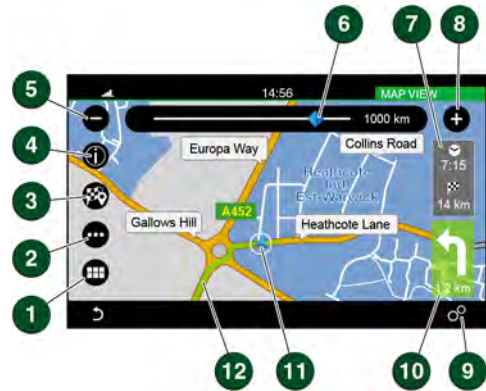 6
7
8
5
14:56
MAP VIEW
1000 km
4
Europa Way
Collins Road
7:15
Heathcote
Ind
Est-Warwick
3
14 km
A452
Gallows Hill
Heathcote Lane
2
1.2 km
1
12
11
10
9